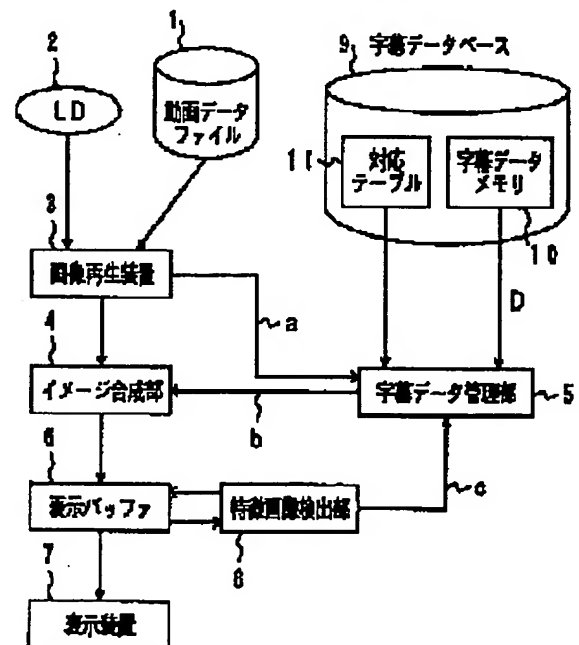 1
2
9 字幕データベース
LD
動画データ
ファイル
11
対応
テーブル
字幕データ
メモリ
10
3
画像再生装置
a
D
4
イメージ合成部
b
字幕データ管理部
5
6
表示バッファ
特徴画像検出部
c
7
8
表示装置